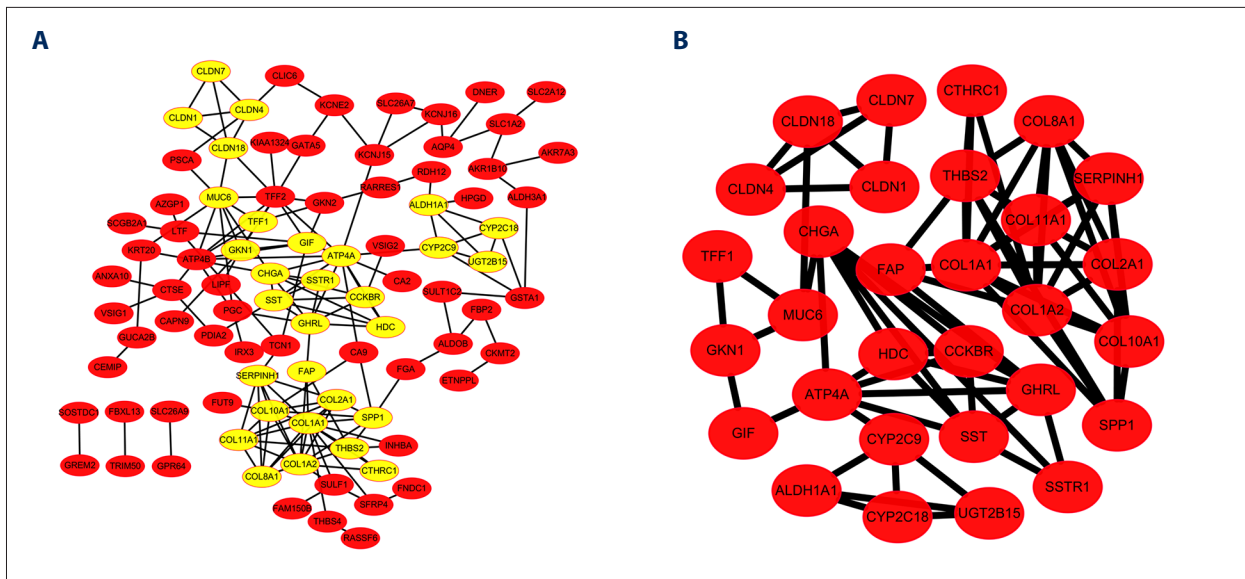 A
CLDN7
CLIC6
CLDN1
CLDN4
KCNE2
SLC26A7
DNER
SLC2A12
KCNJ16
SLC1A2
CLDN18
KIAA1324
GATA5
AQP4
PSCA
KCNJ15
AKR1B10
AKR7A3
RDH12
RARRES1
MUC6
TFF2
GKN2
ALDH1A1
HPGD
ALDH3A1
AZGP1
SCGB2A1
LTF
TFF1
CYP2C18
KRT20
ATP4B
GKN1
GIF
ATP4A
VSIG2
CYP2C9
UGT2B15
ANXA10
CTSE
LIPF
CHGA
SSTR1
CA2
VSIG1
CAPN9
PGC
SST
CCKBR
SULT1C2
GSTA1
GUCA2B
PDIA2
GHRL
HDC
FBP2
CEMIP
IRX3
TCN1
CA9
ALDOB
CKMT2
SERPINH1
FAP
FGA
ETNPPL
FUT9
COL10A1
COL2A1
SPP1
SOSTDC1
FBXL13
SLC26A9
COL11A1
COL1A1
THBS2
INHBA
GREM2
TRIM50
GPR64
COL8A1
COL1A2
CTHRC1
SULF1
FAM150B
SFRP4
FNDC1
THBS4
RASSF6
B
CLDN7
CTHRC1
CLDN18
COL8A1
CLDN4
CLDN1
THBS2
SERPINH1
COL11A1
CHGA
TFF1
FAP
COL1A1
COL2A1
MUC6
COL1A2
GKN1
HDC
CCKBR
COL10A1
ATP4A
GHRL
GIF
CYP2C9
SST
SPP1
ALDH1A1
CYP2C18
UGT2B15
SSTR1